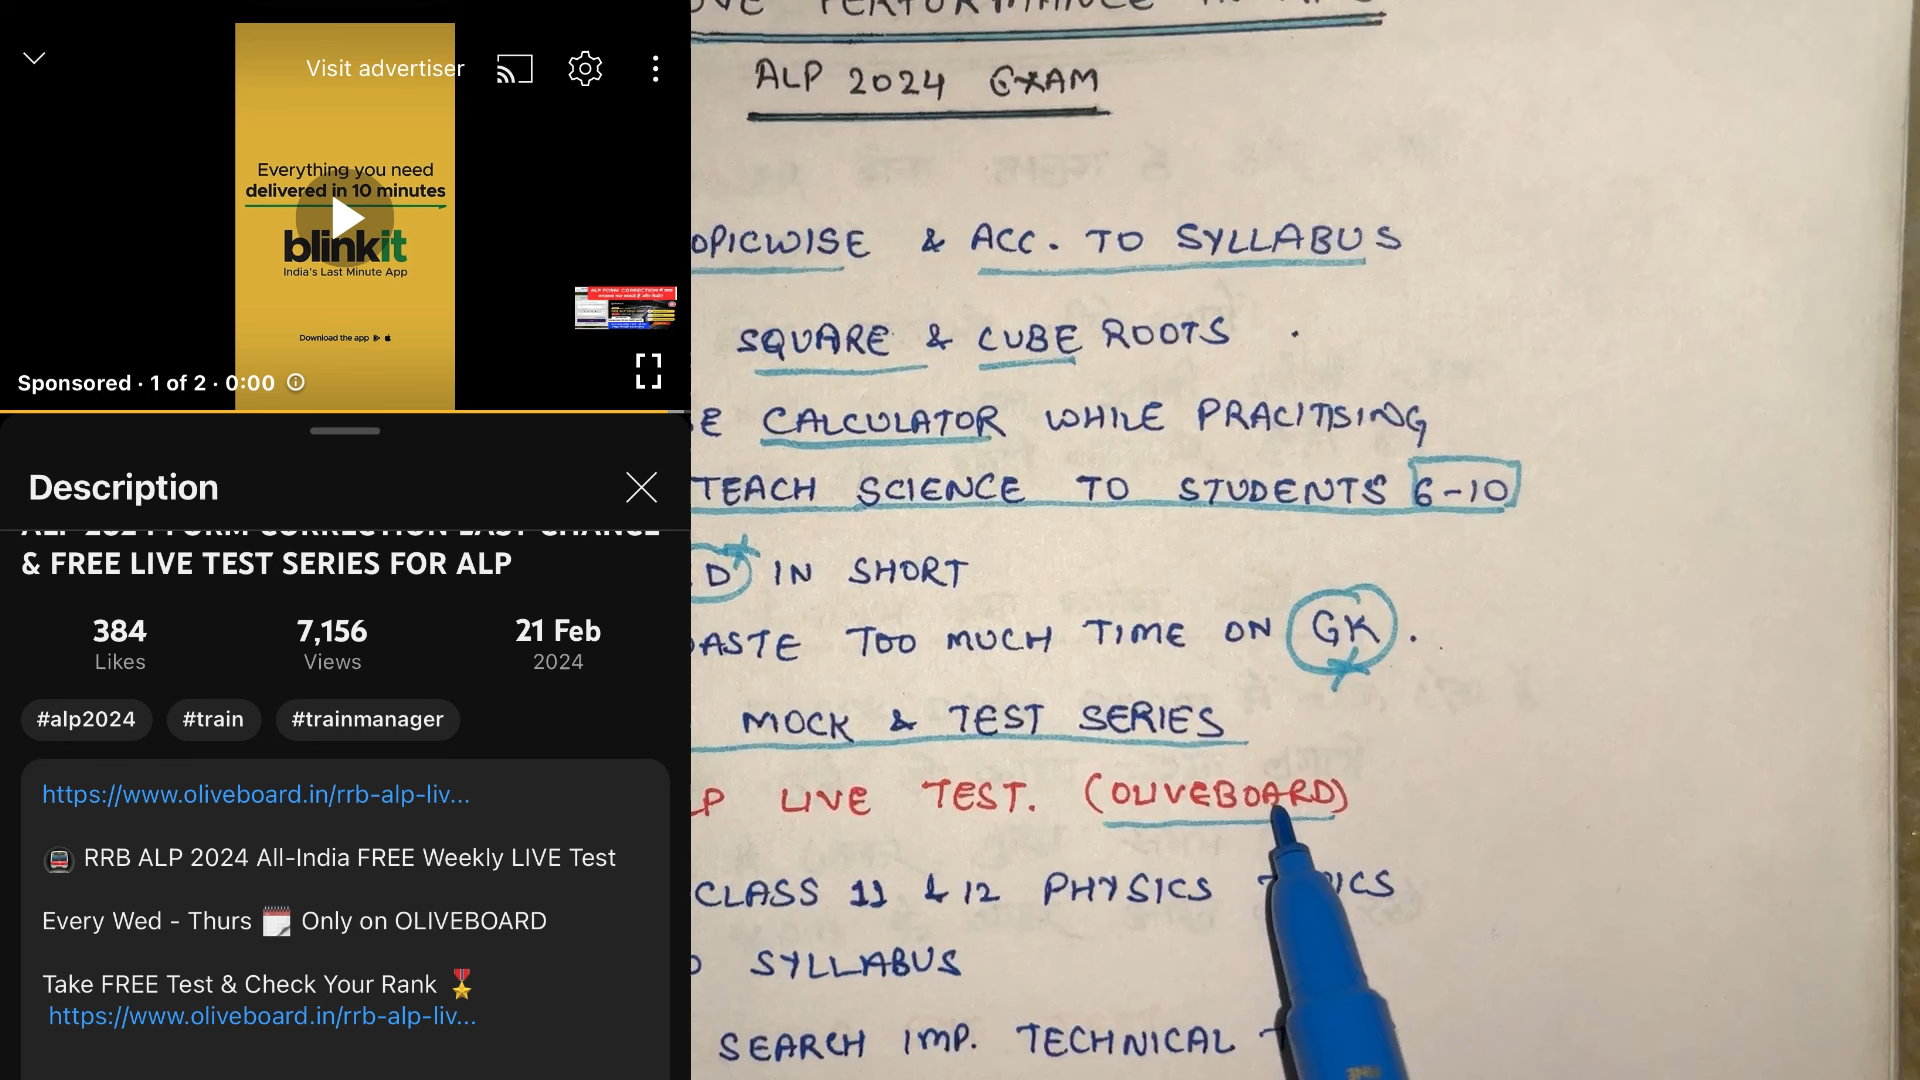 Visit advertiser
Everything you need
delivered in 10 minutes
blinkit
India's Last Minute App
Download the app
Sponsored · 1 of 2 · 0:00
Description
& FREE LIVE TEST SERIES FOR ALP
384
Likes
7,156
Views
21 Feb
2024
#alp2024
#train
#trainmanager
https://www.oliveboard.in/rrb-alp-liv...
RRB ALP 2024 All-India FREE Weekly LIVE Test
Every Wed - Thurs Only on OLIVEBOARD
Take FREE Test & Check Your Rank
https://www.oliveboard.in/rrb-alp-liv...
ALP 2024 EXAM
OPICWISE & ACC. TO SYLLABUS
SQUARE & CUBE ROOTS .
E CALCULATOR WHILE PRACITISING
TEACH SCIENCE TO STUDENTS 6-10
D IN SHORT
ASTE TOO MUCH TIME ON GK .
MOCK & TEST SERIES
LP LIVE TEST. (OLIVEBOARD)
CLASS 11 & 12 PHYSICS
SYLLABUS
SEARCH IMP. TECHNICAL